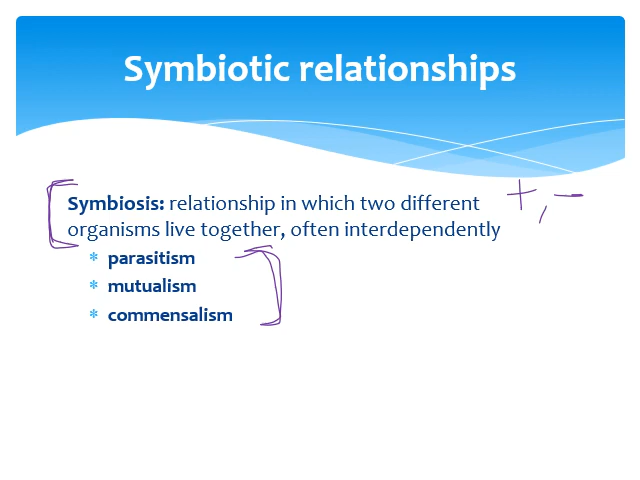 Symbiotic relationships
Symbiosis: relationship in which two different +, -
organisms live together, often interdependently
* parasitism
* mutualism
* commensalism